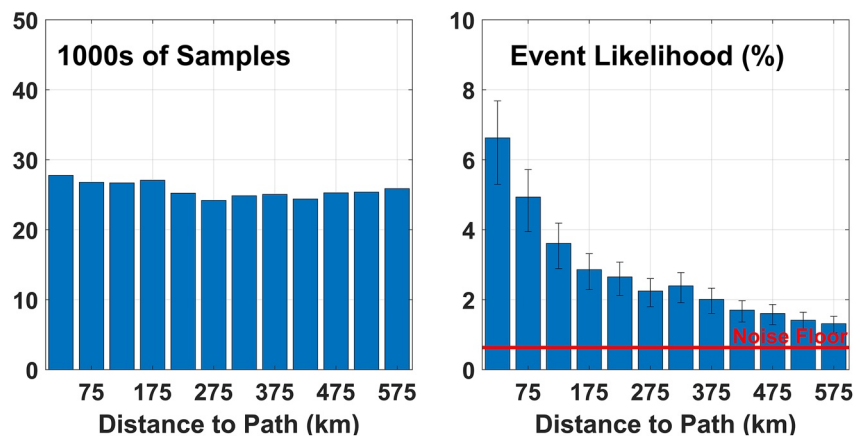 1000s of Samples
50
40
30
20
10
0
75 175 275 375 475 575
Distance to Path (km)
Event Likelihood (%)
10
8
6
4
2
0
Noise Floor
75 175 275 375 475 575
Distance to Path (km)